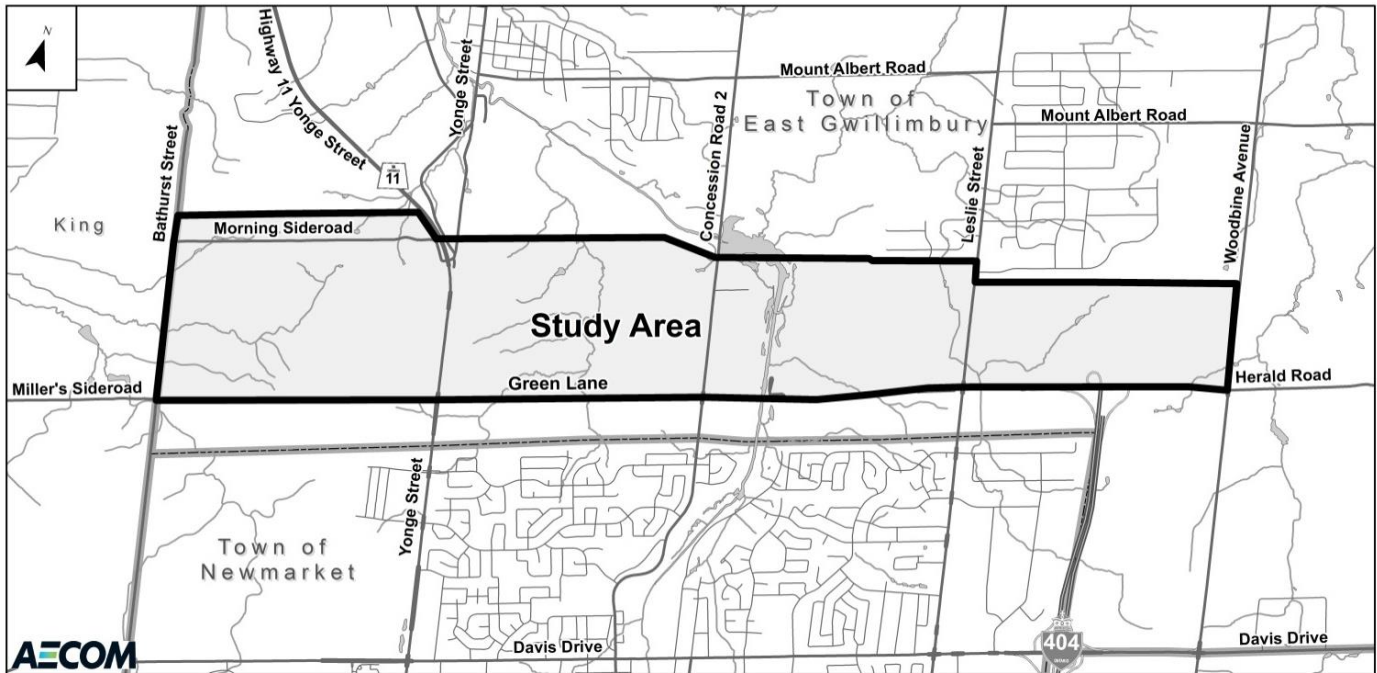 N
Highway 11 Yonge Street
Yonge Street
Bathurst Street
11
Concession Road 2
Mount Albert Road
Town of
East Gwillimbury
Leslie Street
Mount Albert Road
Woodbine Avenue
King
Morning Sideroad
Study Area
Miller's Sideroad
Green Lane
Herald Road
Town of
Newmarket
Yonge Street
AECOM
Davis Drive
404
Davis Drive